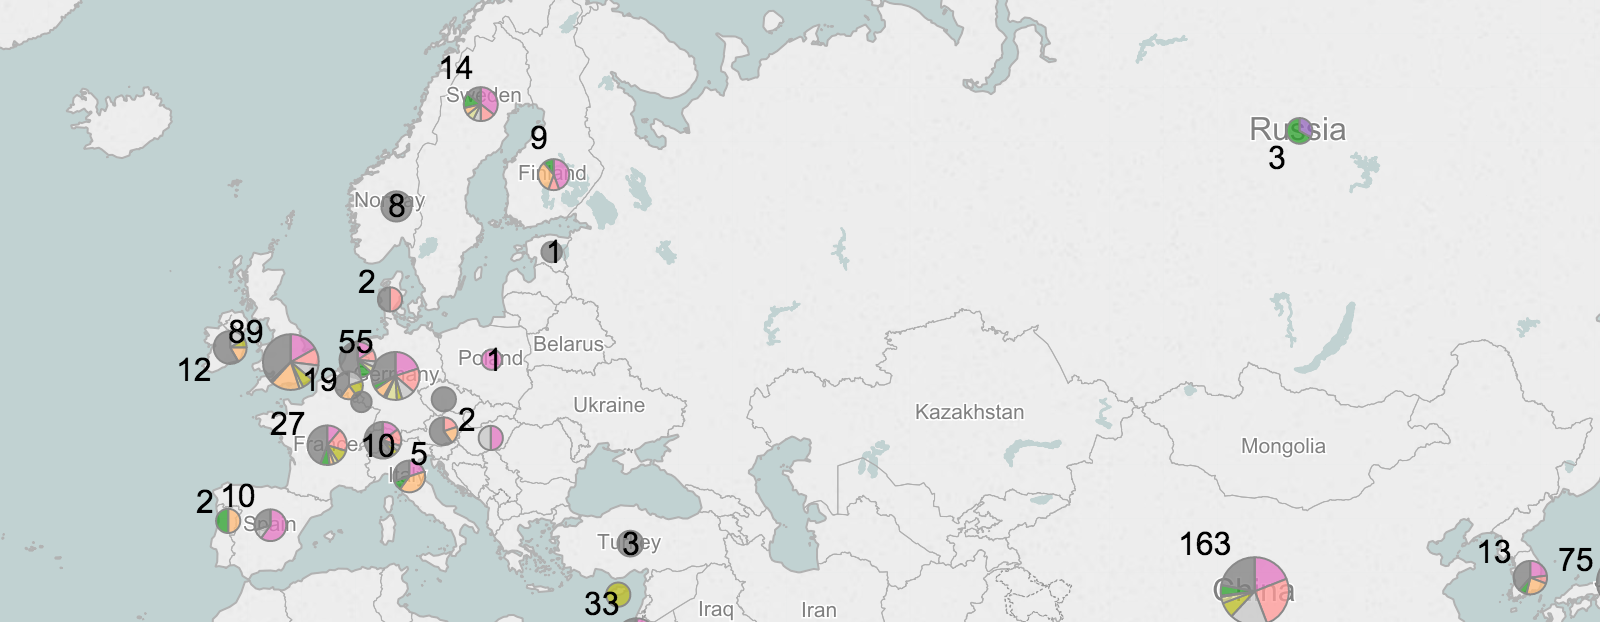 14
Sweden
9
Finland
Russia
3
Norway
8
1
2
89
12
55
Germany
19
Poland
1
Belarus
Ukraine
Kazakhstan
Mongolia
27
France
10
2
5
Italy
2
10
Spain
Turkey
3
33
Iraq
Iran
163
China
13
75